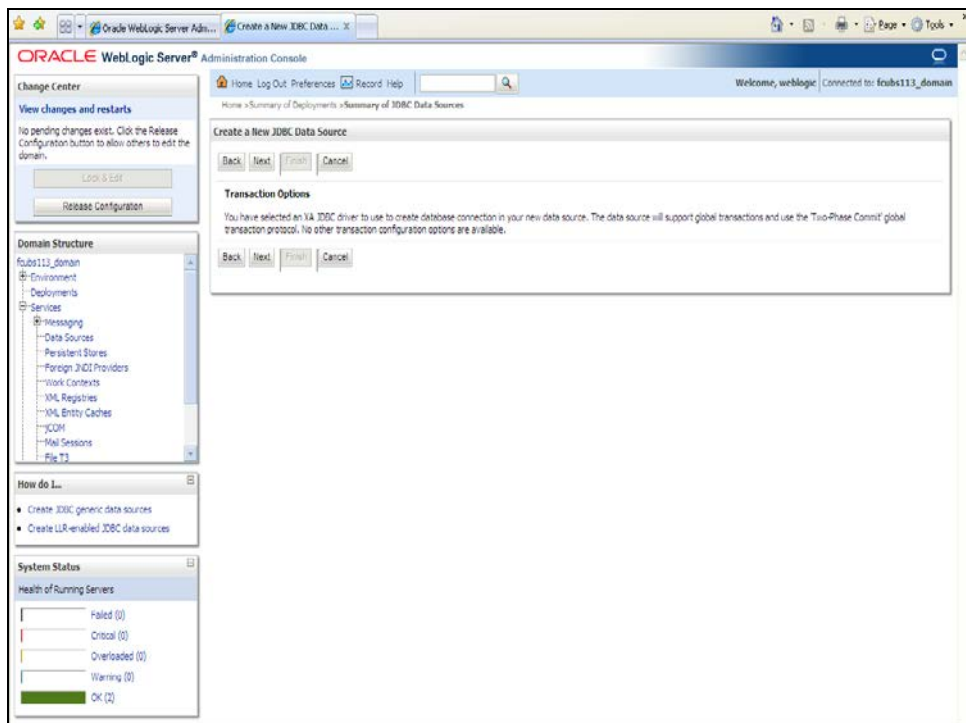 Oracle WebLogic Server Adm...
Create a New JDBC Data ... X
Page
Tools
ORACLE WebLogic Server® Administration Console
Change Center
View changes and restarts
No pending changes exist. Click the Release
Configuration button to allow others to edit the
domain.
Lock & Edit
Release Configuration
Domain Structure
fcubs113_domain
Environment
Deployments
Services
Messaging
Data Sources
Persistent Stores
Foreign JNDI Providers
Work Contexts
XML Registries
XML Entity Caches
jCOM
Mail Sessions
File T3
How do I...
Create JDBC generic data sources
Create LLR-enabled JDBC data sources
System Status
Health of Running Servers
Failed (0)
Critical (0)
Overloaded (0)
Warning (0)
OK (2)
Home Log Out Preferences Record Help
Welcome, weblogic Connected to: fcubs113_domain
Home >Summary of Deployments >Summary of JDBC Data Sources
Create a New JDBC Data Source
Back Next Finish Cancel
Transaction Options
You have selected an XA JDBC driver to use to create database connection in your new data source. The data source will support global transactions and use the 'Two-Phase Commit' global
transaction protocol. No other transaction configuration options are available.
Back Next Finish Cancel